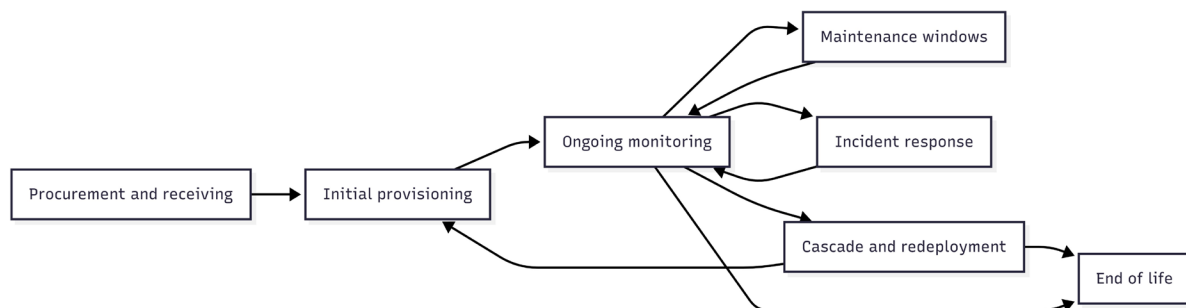 Maintenance windows
Ongoing monitoring
Incident response
Procurement and receiving
Initial provisioning
Cascade and redeployment
End of life